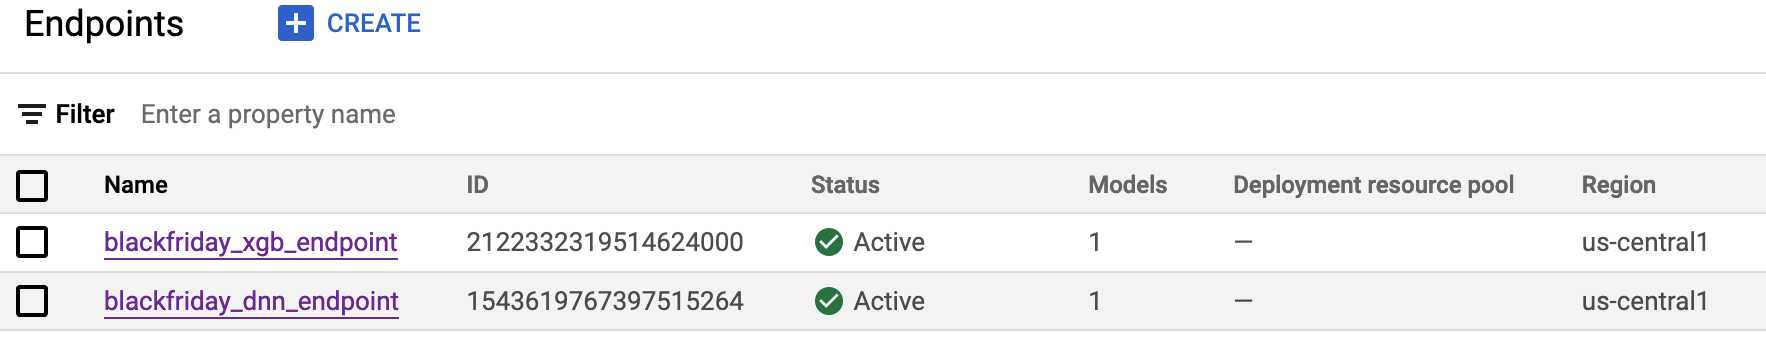 Endpoints CREATE
Filter Enter a property name
Name ID Status Models Deployment resource pool Region
blackfriday_xgb_endpoint 2122332319514624000 Active 1 — us-central1
blackfriday_dnn_endpoint 1543619767397515264 Active 1 — us-central1